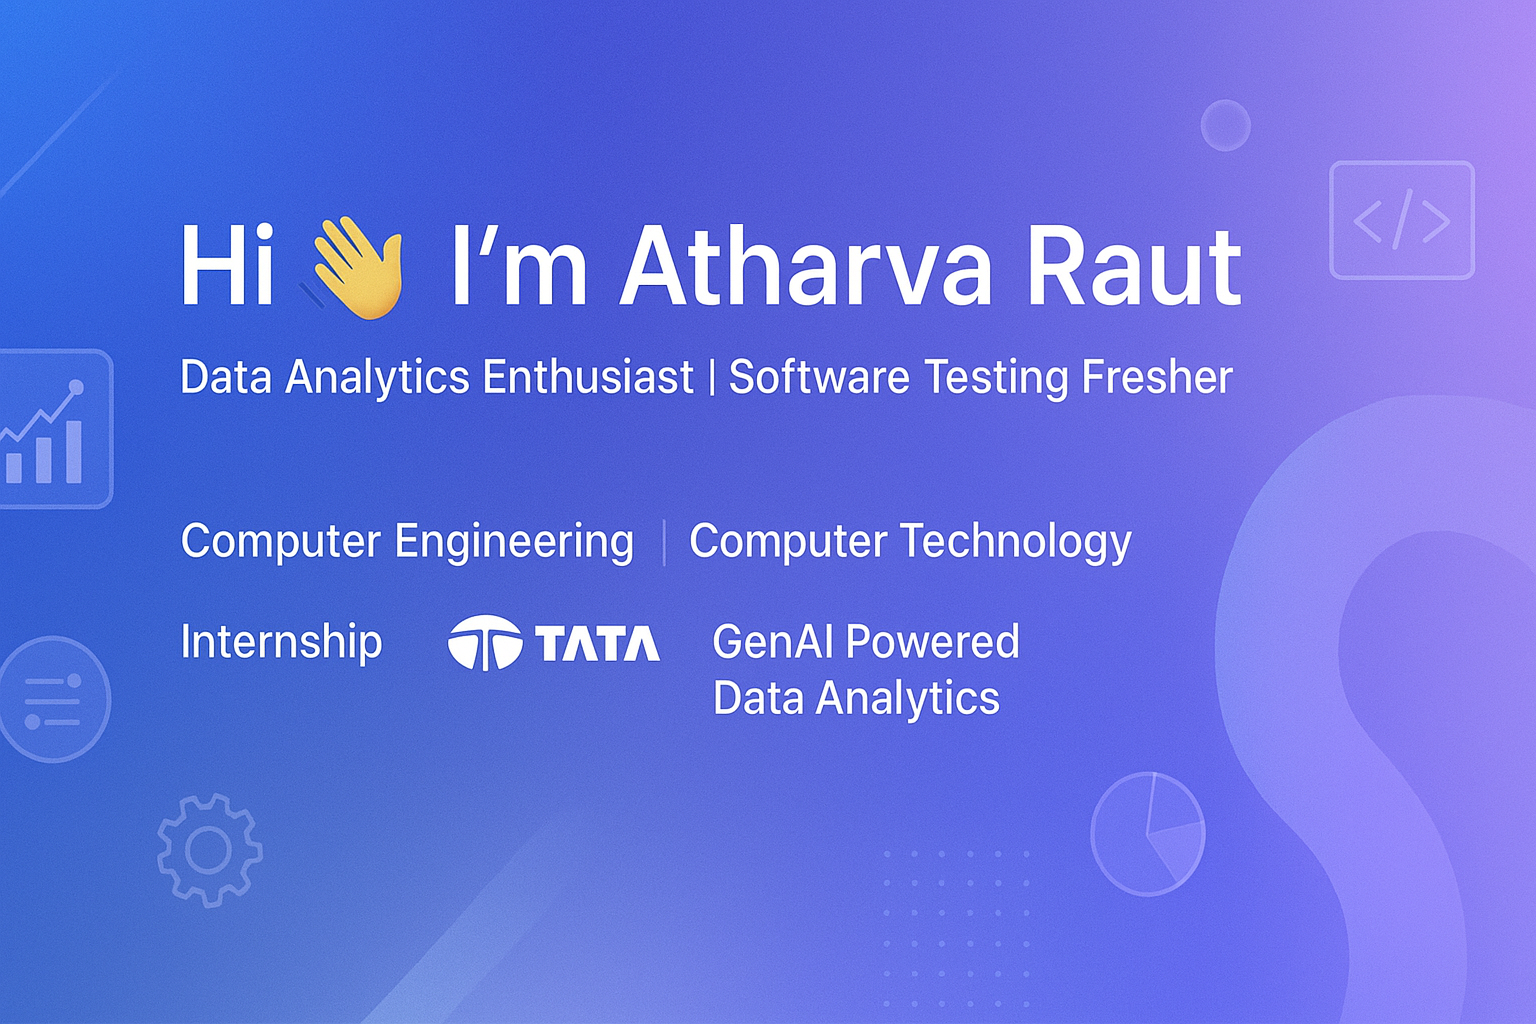 Hi 👋 I’m Atharva Raut
Data Analytics Enthusiast | Software Testing Fresher
Computer Engineering | Computer Technology
Internship TATA GenAI Powered
Data Analytics
</>